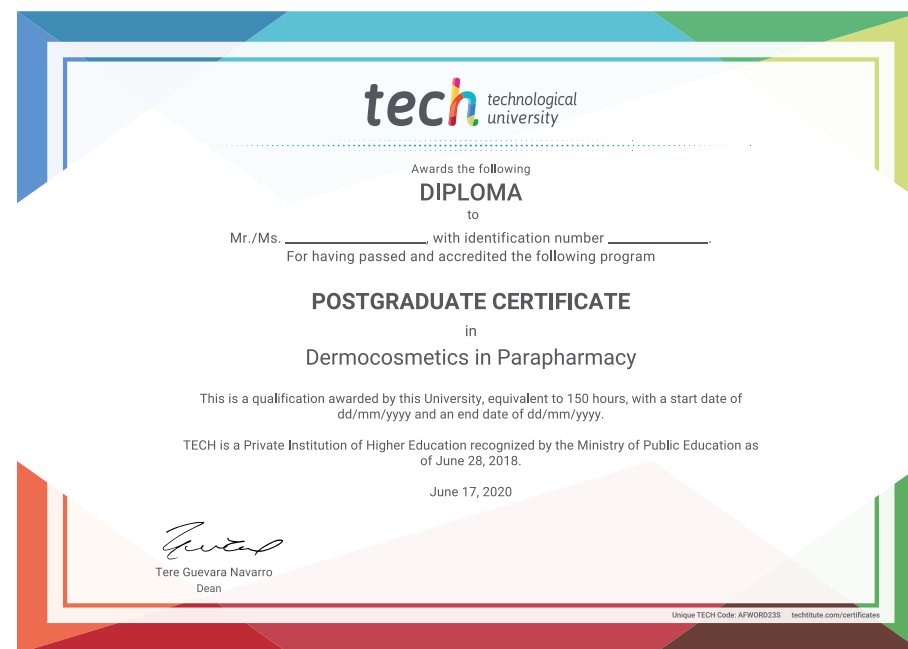 tech technological
university
Awards the following
DIPLOMA
to
Mr./Ms. ____________________, with identification number ______________.
For having passed and accredited the following program
POSTGRADUATE CERTIFICATE
in
Dermocosmetics in Parapharmacy
This is a qualification awarded by this University, equivalent to 150 hours, with a start date of
dd/mm/yyyy and an end date of dd/mm/yyyy.
TECH is a Private Institution of Higher Education recognized by the Ministry of Public Education as
of June 28, 2018.
June 17, 2020
Tere Guevara Navarro
Dean
Unique TECH Code: AFWORD23S techtitute.com/certificates